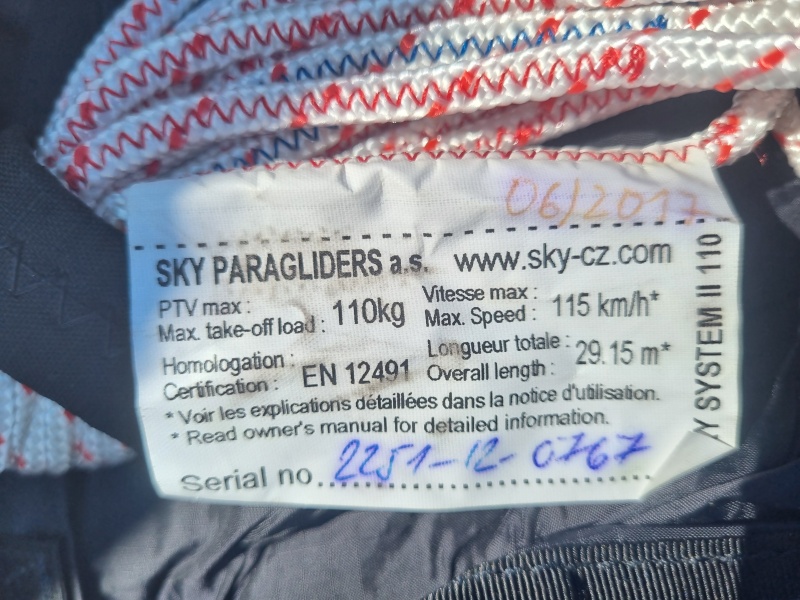 06/2017
SKY PARAGLIDERS a.s. www.sky-cz.com
PTV max :
Max. take-off load : 110kg
Vitesse max :
Max. Speed : 115 km/h*
Homologation :
Certification : EN 12491
Longueur totale :
Overall length : 29.15 m*
* Voir les explications détaillées dans la notice d'utilisation.
* Read owner's manual for detailed information.
Serial no. 2251-12-0767
Y SYSTEM II 110